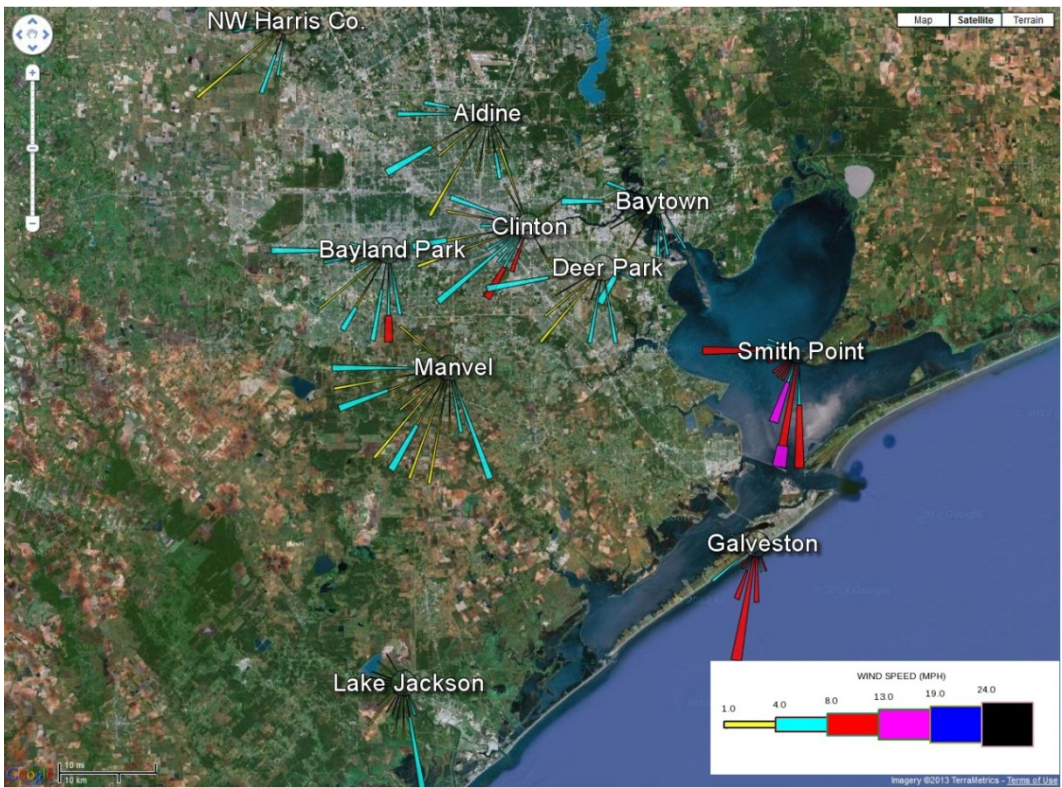 NW Harris Co.
Map Satellite Terrain
Aldine
Baytown
Clinton
Bayland Park
Deer Park
Smith Point
Manvel
Galveston
Lake Jackson
WIND SPEED (MPH)
1.0 4.0 8.0 13.0 19.0 24.0
Google
10 mi
10 km
Imagery ©2013 TerraMetrics - Terms of Use